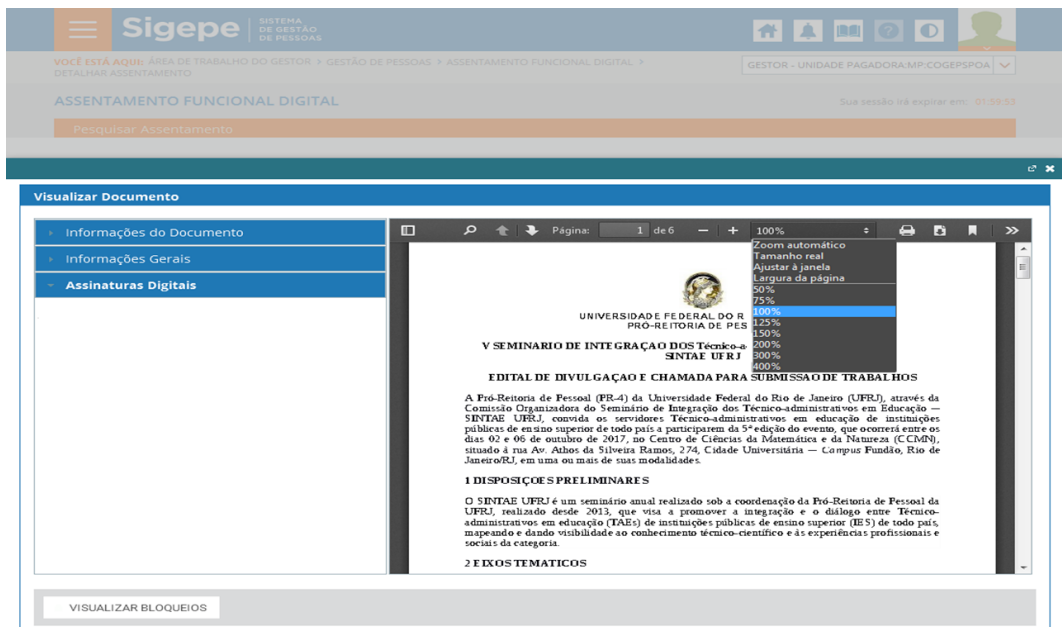 Sigepe
SISTEMA
DE GESTÃO
DE PESSOAS
VOCÊ ESTÁ AQUI: ÁREA DE TRABALHO DO GESTOR > GESTÃO DE PESSOAS > ASSENTAMENTO FUNCIONAL DIGITAL >
DETALHAR ASSENTAMENTO
GESTOR - UNIDADE PAGADORA:MP:COGEPSPOA
ASSENTAMENTO FUNCIONAL DIGITAL
Sua sessão irá expirar em: 01:59:53
Pesquisar Assentamento
Visualizar Documento
Informações do Documento
Informações Gerais
Assinaturas Digitais
Página: 1 de 6 100%
Zoom automático
Tamanho real
Ajustar à janela
Largura da página
50%
75%
100%
125%
150%
200%
300%
400%
UNIVERSIDADE FEDERAL DO R
PRÓ-REITORIA DE PES
V SEMINARIO DE INTEGRAÇAO DOS Técnico-a
SINTAE UFRJ
EDITAL DE DIVULGAÇAO E CHAMADA PARA SUBMISSAO DE TRABALHOS
A Pró-Reitoria de Pessoal (PR-4) da Universidade Federal do Rio de Janeiro (UFRJ), através da
Comissão Organizadora do Seminário de Integração dos Técnico-administrativos em Educação —
SINTAE UFRJ, convida os servidores Técnico-administrativos em educação de instituições
públicas de ensino superior de todo país a participarem da 5ª edição do evento, que ocorrerá entre os
dias 02 e 06 de outubro de 2017, no Centro de Ciências da Matemática e da Natureza (CCMN),
situado à rua Av. Athos da Silveira Ramos, 274, Cidade Universitária — Campus Fundão, Rio de
Janeiro/RJ, em uma ou mais de suas modalidades.
1 DISPOSIÇOES PRELIMINARES
O SINTAE UFRJ é um seminário anual realizado sob a coordenação da Pró-Reitoria de Pessoal da
UFRJ, realizado desde 2013, que visa a promover a integração e o diálogo entre Técnico-
administrativos em educação (TAEs) de instituições públicas de ensino superior (IES) de todo país,
mapeando e dando visibilidade ao conhecimento técnico-científico e às experiências profissionais e
sociais da categoria.
2 EIXOS TEMATICOS
VISUALIZAR BLOQUEIOS